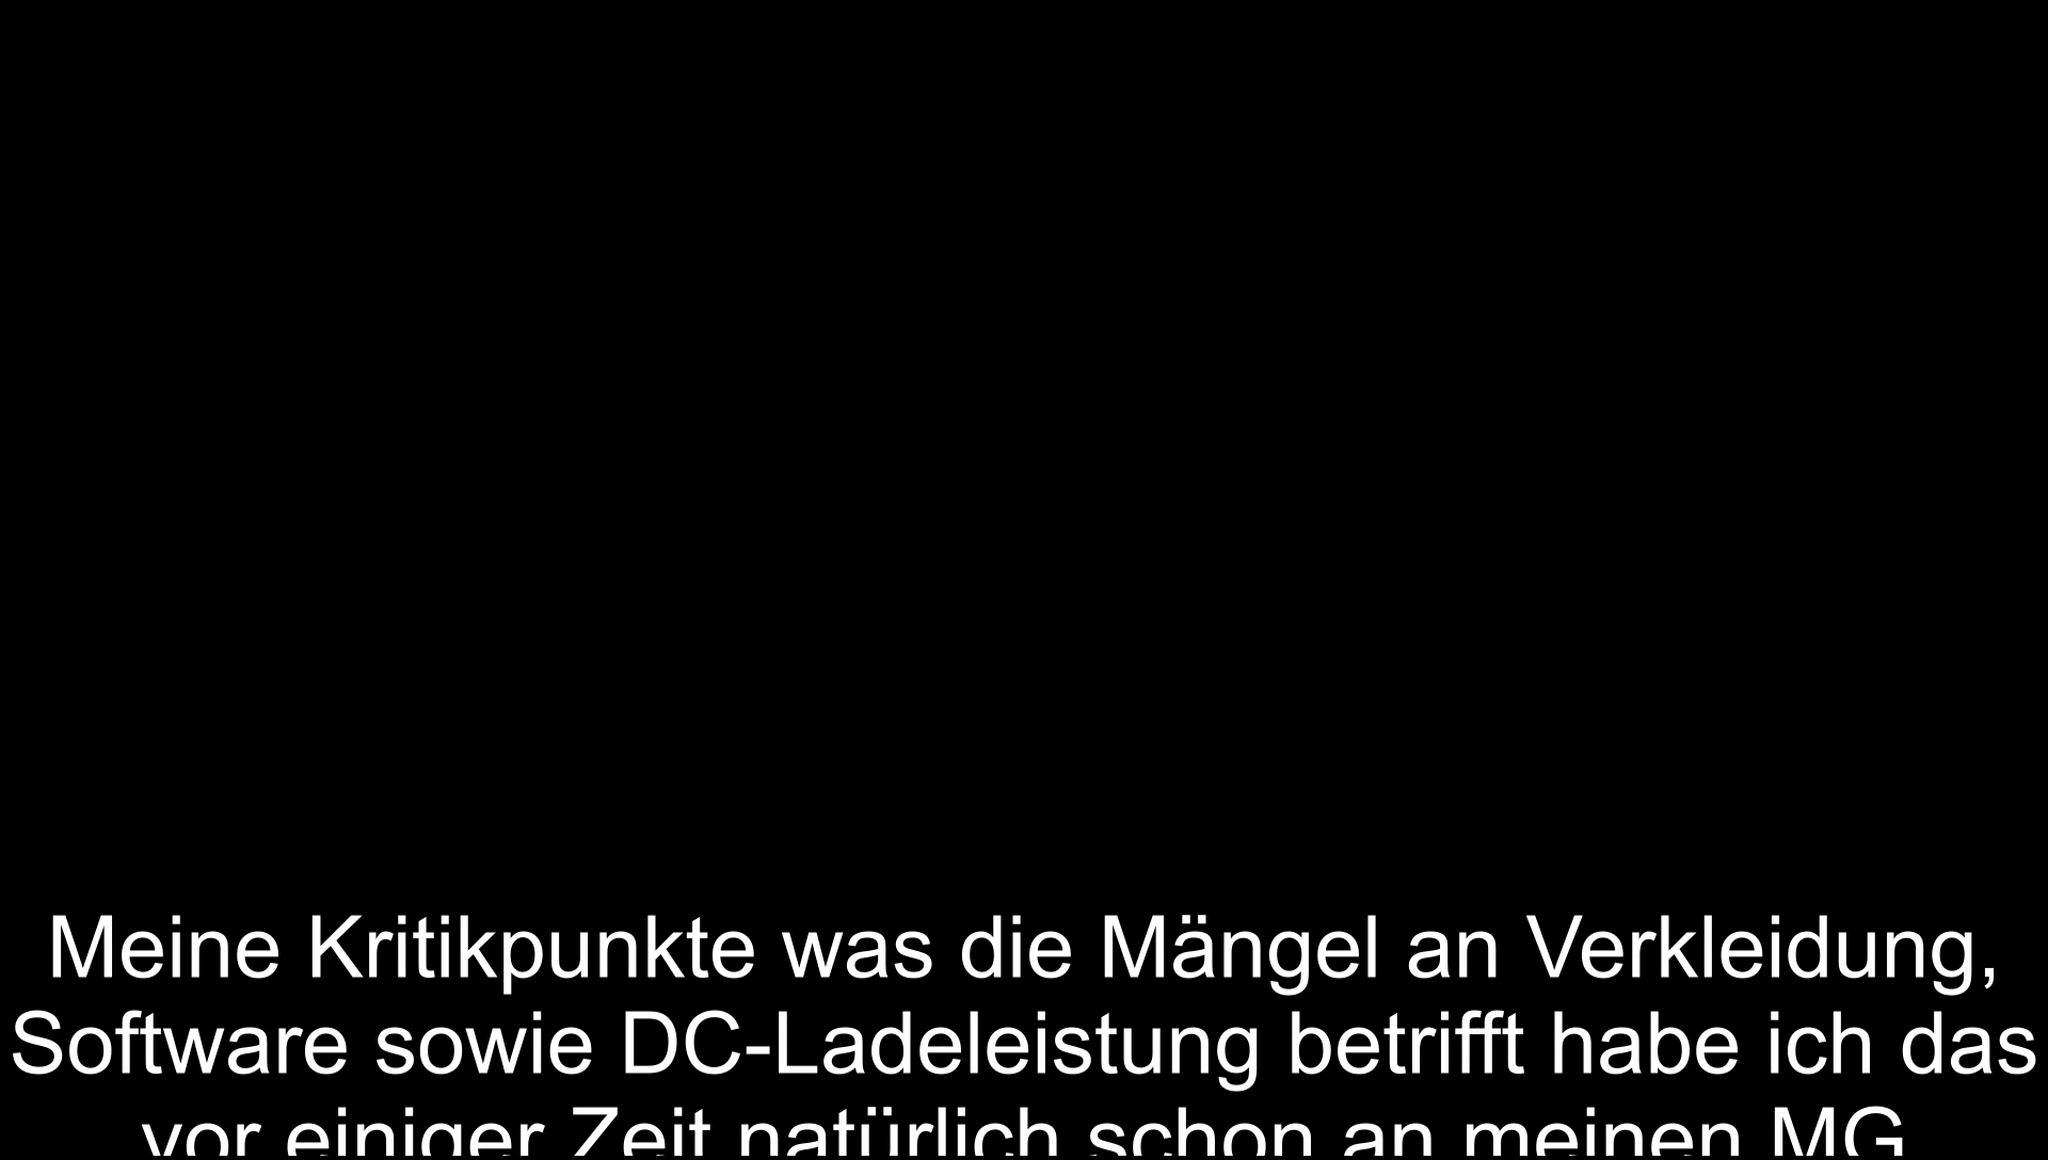 Meine Kritikpunkte was die Mängel an Verkleidung,
Software sowie DC-Ladeleistung betrifft habe ich das
vor einiger Zeit natürlich schon an meinen MG